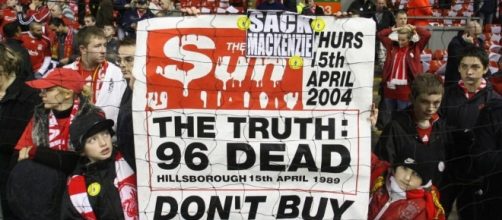 SACK
MACKENZIE
THE
Sun
THURS
15th
APRIL
2004
THE TRUTH:
96 DEAD
HILLSBOROUGH 15th APRIL 1989
DON'T BUY